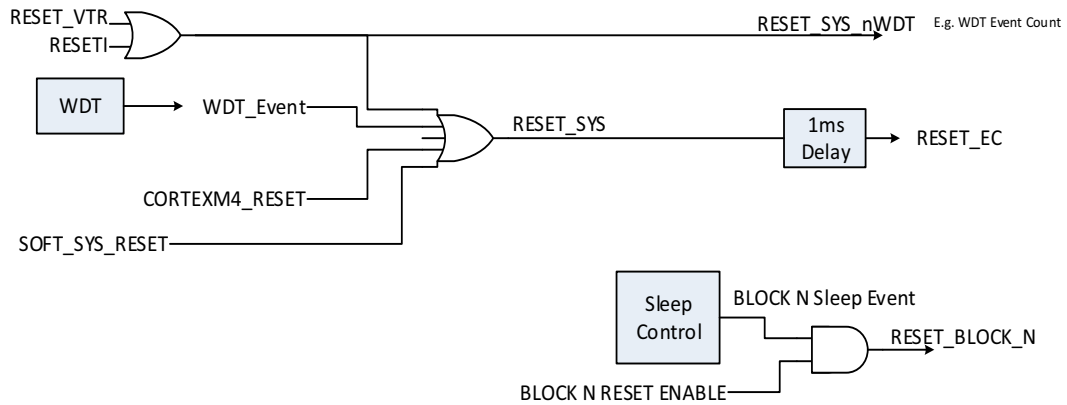 RESET_VTR
RESETI
RESET_SYS_nWDT
E.g. WDT Event Count
WDT
WDT_Event
RESET_SYS
1ms
Delay
RESET_EC
CORTEXM4_RESET
SOFT_SYS_RESET
Sleep
Control
BLOCK N Sleep Event
RESET_BLOCK_N
BLOCK N RESET ENABLE